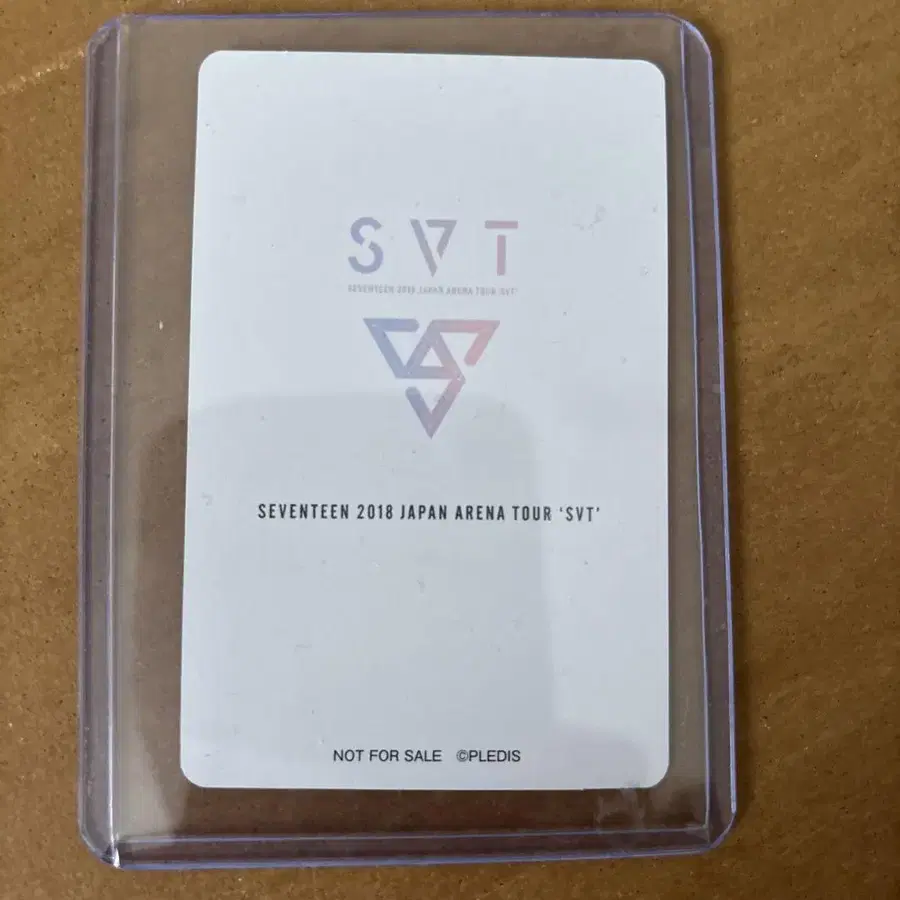 SVT
SEVENTEEN 2018 JAPAN ARENA TOUR 'SVT'
SEVENTEEN 2018 JAPAN ARENA TOUR 'SVT'
NOT FOR SALE ©PLEDIS